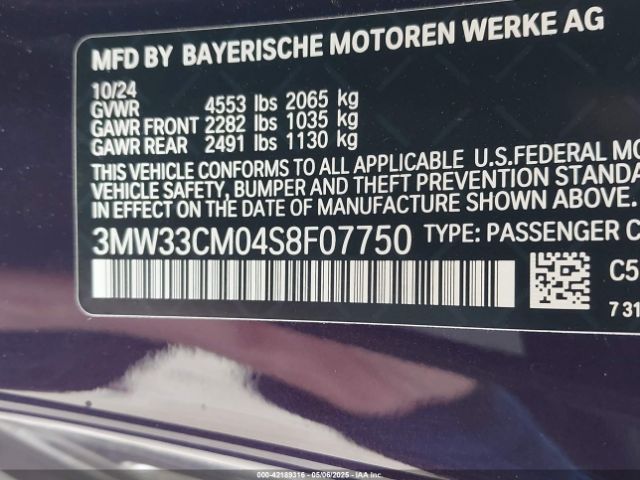 MFD BY BAYERISCHE MOTOREN WERKE AG
10/24
GVWR 4553 lbs 2065 kg
GAWR FRONT 2282 lbs 1035 kg
GAWR REAR 2491 lbs 1130 kg
THIS VEHICLE CONFORMS TO ALL APPLICABLE U.S.FEDERAL MO
VEHICLE SAFETY, BUMPER AND THEFT PREVENTION STANDA
IN EFFECT ON THE DATE OF MANUFACTURE SHOWN ABOVE.
3MW33CM04S8F07750 TYPE: PASSENGER C
C5
7 31
000-42189316 - 05/06/2025 - IAA Inc.